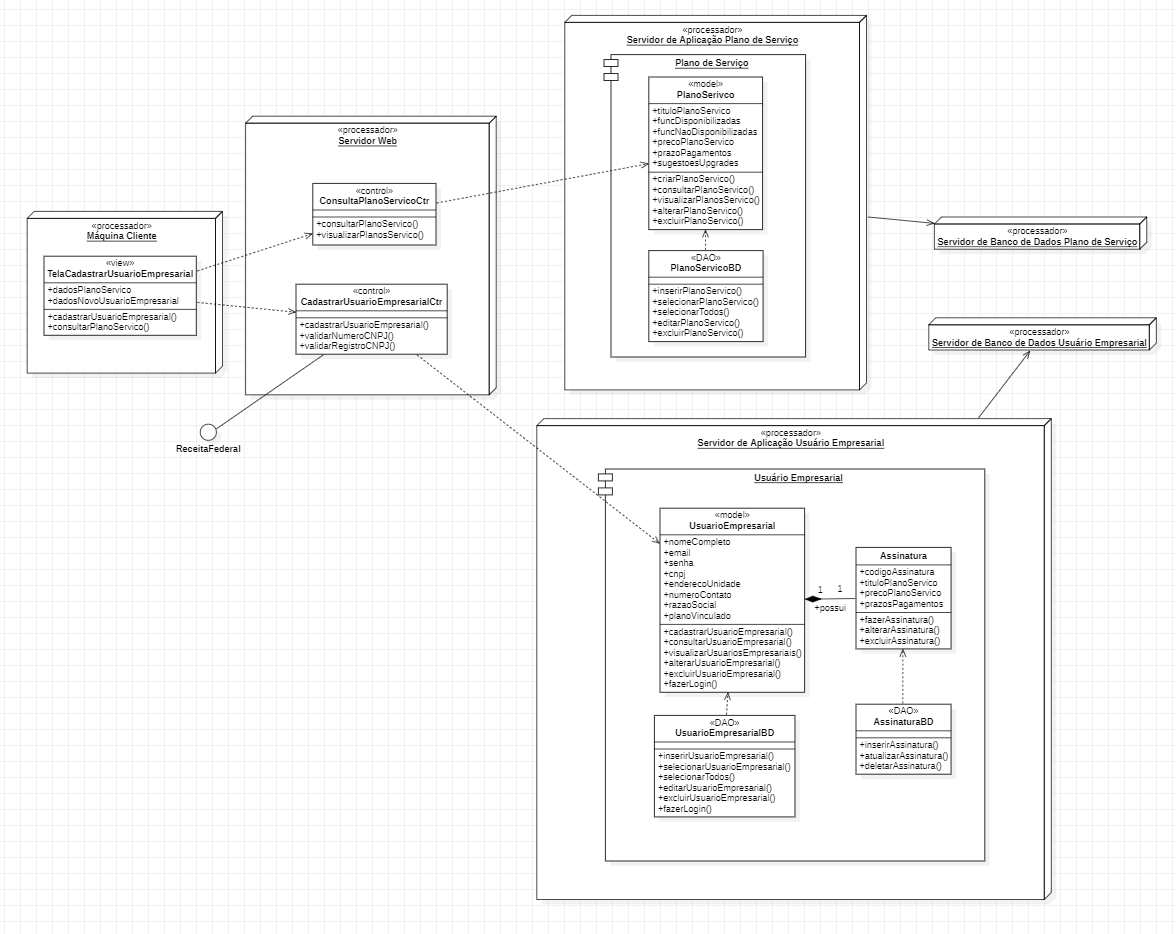 «processador»
Máquina Cliente
«view»
TelaCadastrarUsuarioEmpresarial
+dadosPlanoServico
+dadosNovoUsuarioEmpresarial
+cadastrarUsuarioEmpresarial()
+consultarPlanoServico()
«processador»
Servidor Web
«control»
ConsultaPlanoServicoCtr
+consultarPlanoServico()
+visualizarPlanosServico()
«control»
CadastrarUsuarioEmpresarialCtr
+cadastrarUsuarioEmpresarial()
+validarNumeroCNPJ()
+validarRegistroCNPJ()
ReceitaFederal
«processador»
Servidor de Aplicação Plano de Serviço
Plano de Serviço
«model»
PlanoSerivco
+tituloPlanoServico
+funcDisponibilizadas
+funcNaoDisponibilizadas
+precoPlanoServico
+prazoPagamentos
+sugestoesUpgrades
+criarPlanoServico()
+consultarPlanoServico()
+visualizarPlanosServico()
+alterarPlanoServico()
+excluirPlanoServico()
«DAO»
PlanoServicoBD
+inserirPlanoServico()
+selecionarPlanoServico()
+selecionarTodos()
+editarPlanoServico()
+excluirPlanoServico()
«processador»
Servidor de Banco de Dados Plano de Serviço
«processador»
Servidor de Banco de Dados Usuário Empresarial
«processador»
Servidor de Aplicação Usuário Empresarial
Usuário Empresarial
«model»
UsuarioEmpresarial
+nomeCompleto
+email
+senha
+cnpj
+enderecoUnidade
+numeroContato
+razaoSocial
+planoVinculado
+cadastrarUsuarioEmpresarial()
+consultarUsuarioEmpresarial()
+visualizarUsuariosEmpresariais()
+alterarUsuarioEmpresarial()
+excluirUsuarioEmpresarial()
+fazerLogin()
1 1
+possui
Assinatura
+codigoAssinatura
+tituloPlanoServico
+precoPlanoServico
+prazosPagamentos
+fazerAssinatura()
+alterarAssinatura()
+excluirAssinatura()
«DAO»
UsuarioEmpresarialBD
+inserirUsuarioEmpresarial()
+selecionarUsuarioEmpresarial()
+selecionarTodos()
+editarUsuarioEmpresarial()
+excluirUsuarioEmpresarial()
+fazerLogin()
«DAO»
AssinaturaBD
+inserirAssinatura()
+atualizarAssinatura()
+deletarAssinatura()